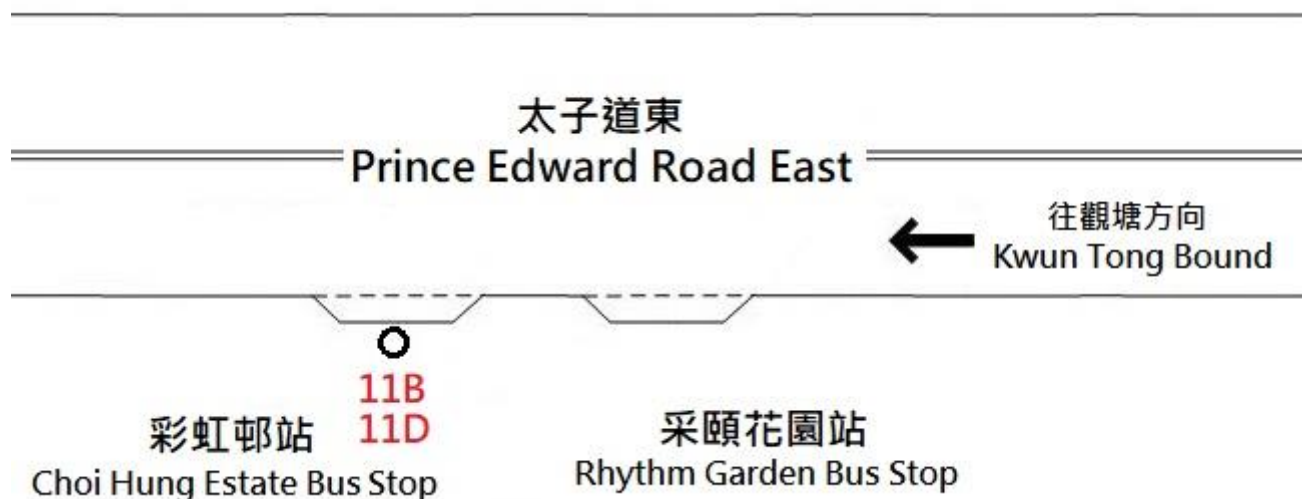 太子道東
Prince Edward Road East
往觀塘方向
Kwun Tong Bound
11B
11D
彩虹邨站
Choi Hung Estate Bus Stop
采頤花園站
Rhythm Garden Bus Stop